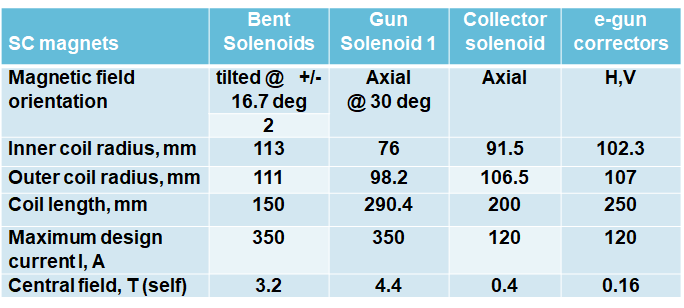 SC magnets Bent Solenoids Gun Solenoid 1 Collector solenoid e-gun correctors
Magnetic field orientation tilted @ +/- 16.7 deg Axial @ 30 deg Axial H,V
2
Inner coil radius, mm 113 76 91.5 102.3
Outer coil radius, mm 111 98.2 106.5 107
Coil length, mm 150 290.4 200 250
Maximum design current I, A 350 350 120 120
Central field, T (self) 3.2 4.4 0.4 0.16